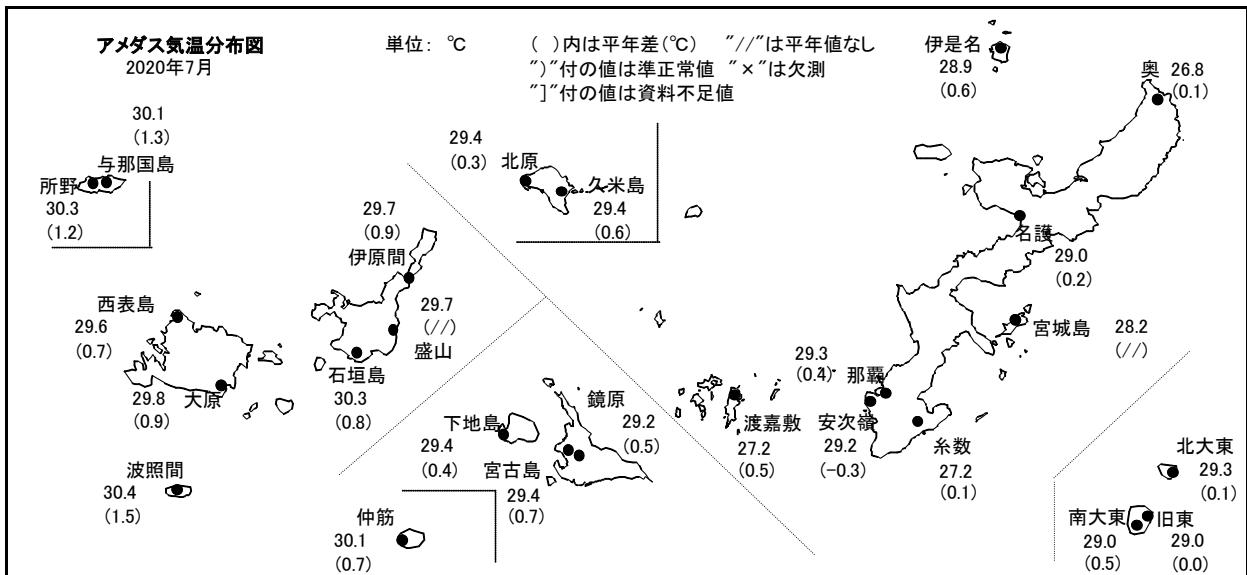 アメダス気温分布図
2020年7月
単位: ℃
( )内は平年差(℃) "//"は平年値なし
")"付の値は準正常値 "×"は欠測
"]"付の値は資料不足値
伊是名
28.9
(0.6)
奥
26.8
(0.1)
30.1
(1.3)
与那国島
所野
30.3
(1.2)
29.4
(0.3)
北原
久米島
29.4
(0.6)
名護
29.0
(0.2)
29.7
(0.9)
伊原間
29.7
(//)
盛山
石垣島
30.3
(0.8)
西表島
29.6
(0.7)
大原
29.8
(0.9)
波照間
30.4
(1.5)
宮城島
28.2
(//)
29.3
(0.4)
那覇
安次嶺
29.2
(-0.3)
糸数
27.2
(0.1)
渡嘉敷
27.2
(0.5)
鏡原
29.2
(0.5)
下地島
29.4
(0.4)
宮古島
29.4
(0.7)
仲筋
30.1
(0.7)
北大東
29.3
(0.1)
南大東
29.0
(0.5)
旧東
29.0
(0.0)